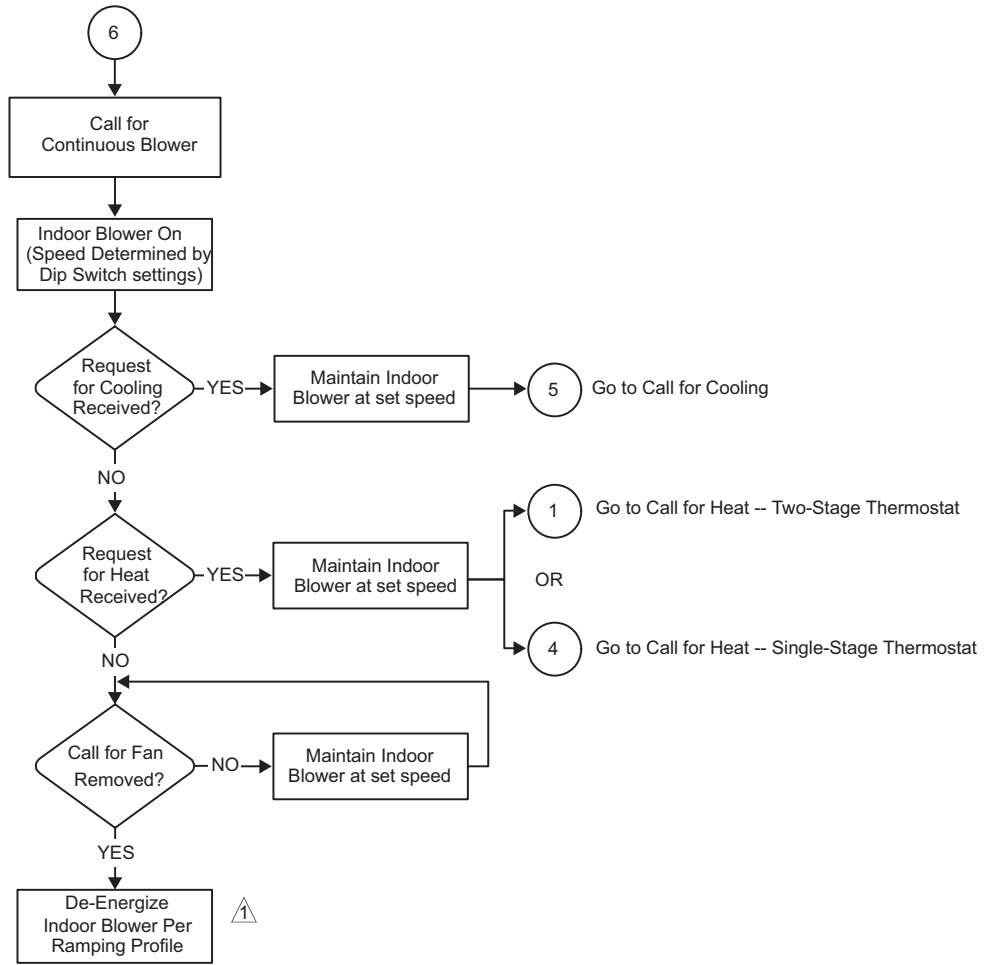 6
Call for
Continuous Blower
Indoor Blower On
(Speed Determined by
Dip Switch settings)
Request
for Cooling
Received?
YES
Maintain Indoor
Blower at set speed
5
Go to Call for Cooling
NO
Request
for Heat
Received?
YES
Maintain Indoor
Blower at set speed
1
Go to Call for Heat -- Two-Stage Thermostat
OR
4
Go to Call for Heat -- Single-Stage Thermostat
NO
Call for Fan
Removed?
NO
Maintain Indoor
Blower at set speed
YES
De-Energize
Indoor Blower Per
Ramping Profile
1